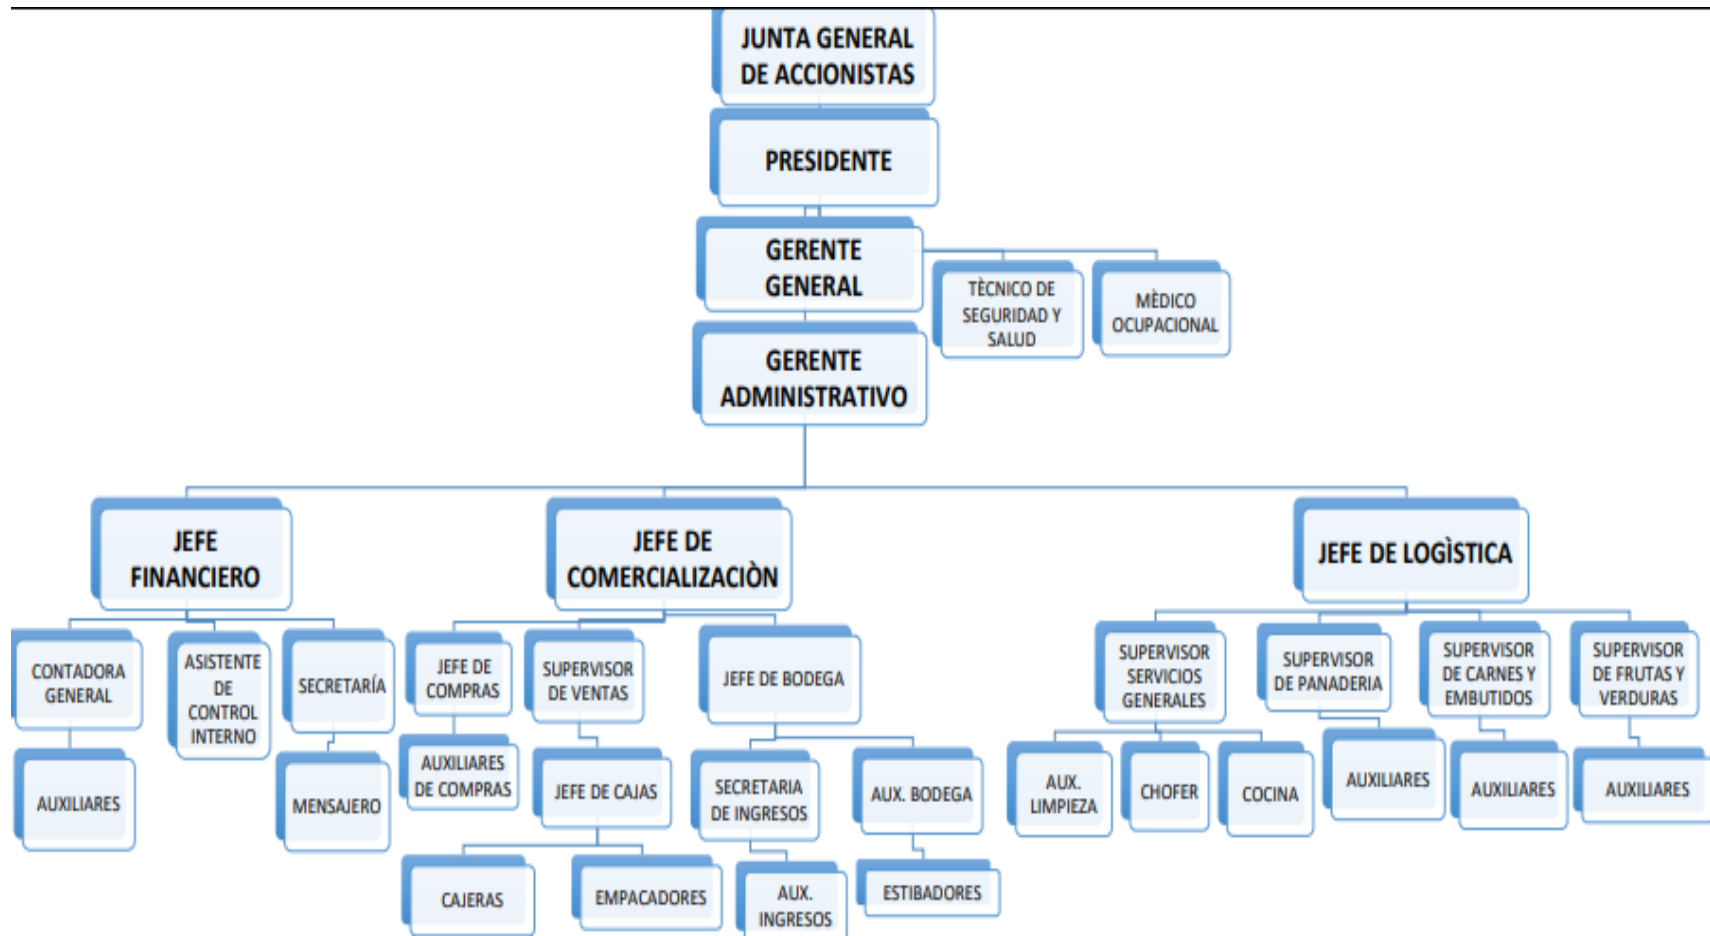 JUNTA GENERAL
DE ACCIONISTAS
PRESIDENTE
GERENTE
GENERAL
TÈCNICO DE
SEGURIDAD Y
SALUD
MÈDICO
OCUPACIONAL
GERENTE
ADMINISTRATIVO
JEFE
FINANCIERO
JEFE DE
COMERCIALIZACIÒN
JEFE DE LOGÌSTICA
CONTADORA
GENERAL
ASISTENTE
DE
CONTROL
INTERNO
SECRETARÍA
JEFE DE
COMPRAS
SUPERVISOR
DE VENTAS
JEFE DE BODEGA
SUPERVISOR
SERVICIOS
GENERALES
SUPERVISOR
DE PANADERIA
SUPERVISOR
DE CARNES Y
EMBUTIDOS
SUPERVISOR
DE FRUTAS Y
VERDURAS
AUXILIARES
MENSAJERO
AUXILIARES
DE COMPRAS
JEFE DE CAJAS
SECRETARIA
DE INGRESOS
AUX. BODEGA
AUX.
LIMPIEZA
CHOFER
COCINA
AUXILIARES
AUXILIARES
AUXILIARES
CAJERAS
EMPACADORES
AUX.
INGRESOS
ESTIBADORES